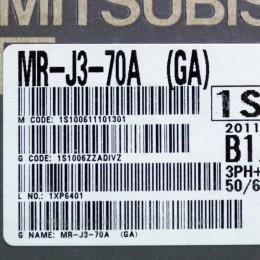 MITSUBIS
MR-J3-70A (GA)
1S
M CODE: 1S100611101301
2011
B1
G CODE: 1S1006ZZADIVZ
3PH+
50/6
L NO.: 1XP6401
G NAME: MR-J3-70A (GA)